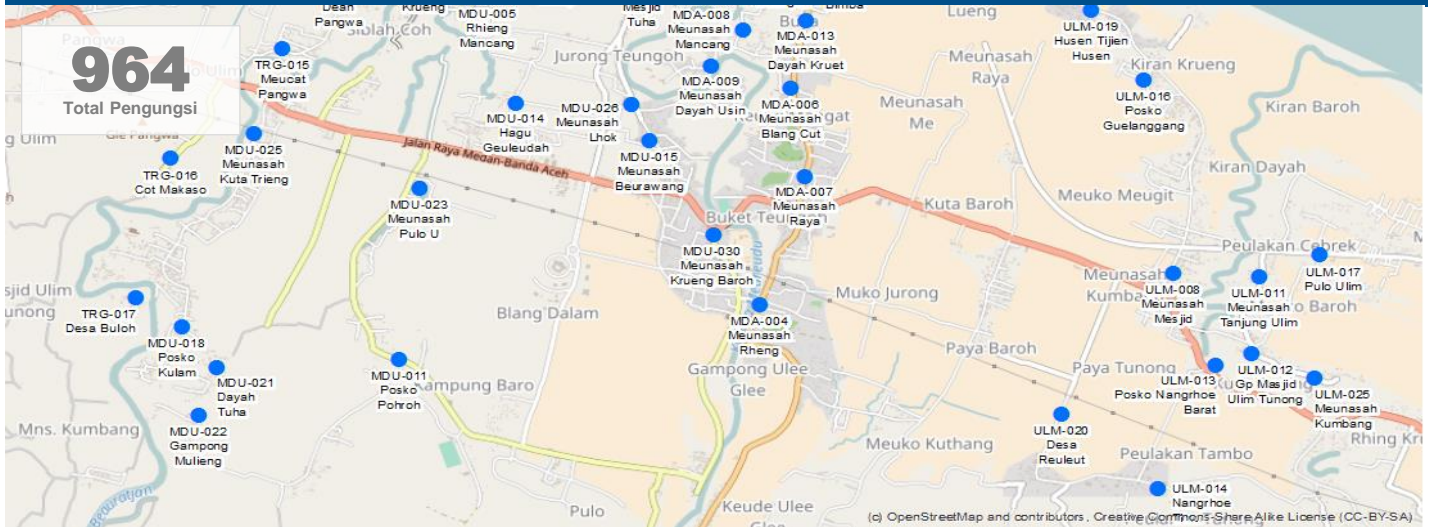 964
Total Pengungsi
Pangwa
Krueng
Siblah Coh
MDU-005
Rhieng
Mancang
Tuha
MDA-008
Meunasah
Mancang
MDA-013
Meunasah
Dayah Kruet
Lueng
ULM-019
Husen Tijien
Husen
TRG-015
Meucat
Pangwa
Jurong Teungoh
MDA-009
Meunasah
Dayah Usin
Meunasah
Raya
Kiran Krueng
ULM-016
Posko
Guelanggang
Kiran Baroh
MDU-014
Hagu
Geuleudah
MDU-026
Meunasah
Lhok
MDA-006
Meunasah
Blang Cut
Meunasah
Me
g Ulim
MDU-025
Meunasah
Kuta Trieng
Jalan Raya Medan-Banda Aceh
MDU-015
Meunasah
Beurawang
TRG-016
Cot Makaso
Kiran Dayah
MDU-023
Meunasah
Pulo U
MDA-007
Meunasah
Raya
Kuta Baroh
Meuko Meugit
MDU-030
Meunasah
Krueng Baroh
Peulakan Cebrek
ULM-017
Pulo Ulim
Meunasah
ULM-008
Meunasah
Mesjid
ULM-011
Meunasah
Tanjung Ulim
Muko Jurong
TRG-017
Desa Buloh
Blang Dalam
MDA-004
Meunasah
Rheng
Paya Baroh
MDU-018
Posko
Kulam
Gampong Ulee
Glee
Paya Tunong
ULM-013
Posko Nangrhoe
Barat
ULM-012
Gp Masjid
Ulim Tunong
MDU-011
Posko
Pohroh
Kampung Baro
MDU-021
Dayah
Tuha
ULM-025
Meunasah
Kumbang
MDU-022
Gampong
Mulieng
Mns. Kumbang
ULM-020
Desa
Reuleut
Meuko Kuthang
Peulakan Tambo
ULM-014
Nangrhoe
Pulo
Keude Ulee
(c) OpenStreetMap and contributors, Creative Commons-Share Alike License (CC-BY-SA)